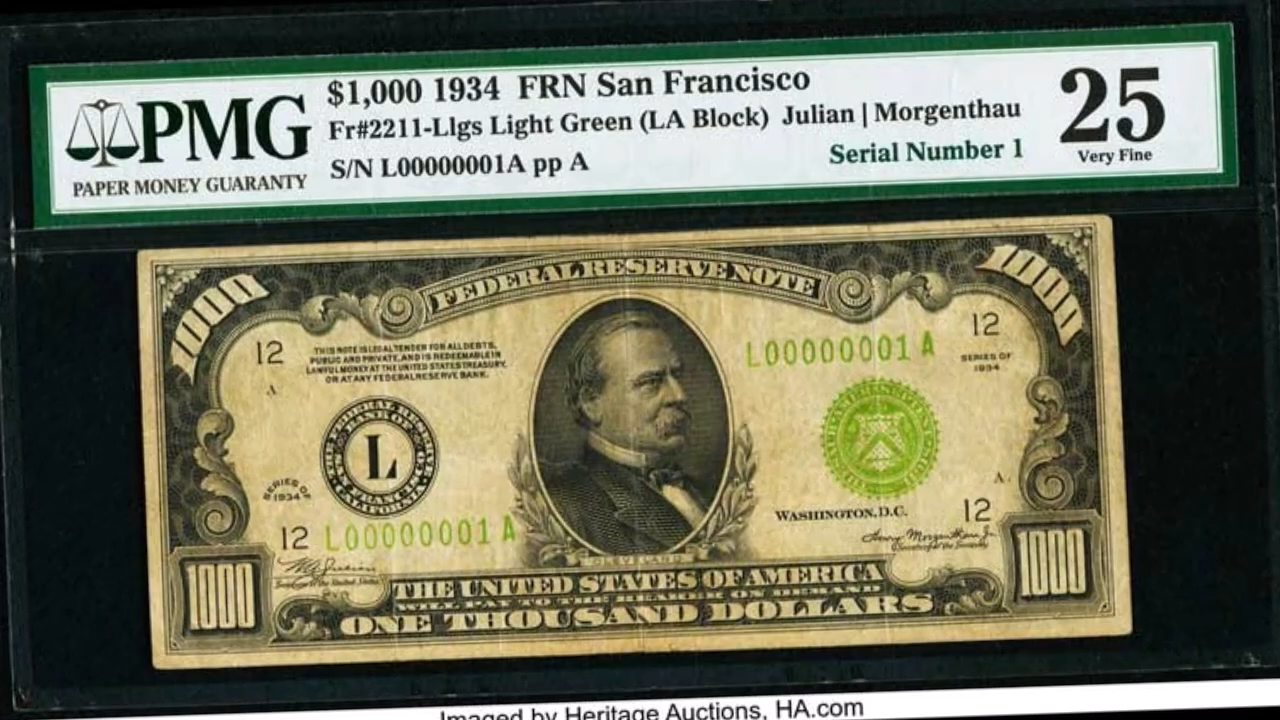 PMG
PAPER MONEY GUARANTY
$1,000 1934 FRN San Francisco
Fr#2211-Llgs Light Green (LA Block) Julian | Morgenthau
S/N L00000001A pp A
Serial Number 1
25
Very Fine
FEDERAL RESERVE NOTE
1000
1000
12
THIS NOTE IS LEGAL TENDER FOR ALL DEBTS,
PUBLIC AND PRIVATE, AND IS REDEEMABLE IN
LAWFUL MONEY AT THE UNITED STATES TREASURY,
OR AT ANY FEDERAL RESERVE BANK.
L00000001 A
12
SERIES OF
1934
A
L
SERIES OF
1934
A
12
L00000001 A
WASHINGTON, D.C.
12
Secretary of the Treasury
CLEVELAND
1000
THE UNITED STATES OF AMERICA
WILL PAY TO THE BEARER ON DEMAND
ONE THOUSAND DOLLARS
1000
Imaged by Heritage Auctions, HA.com